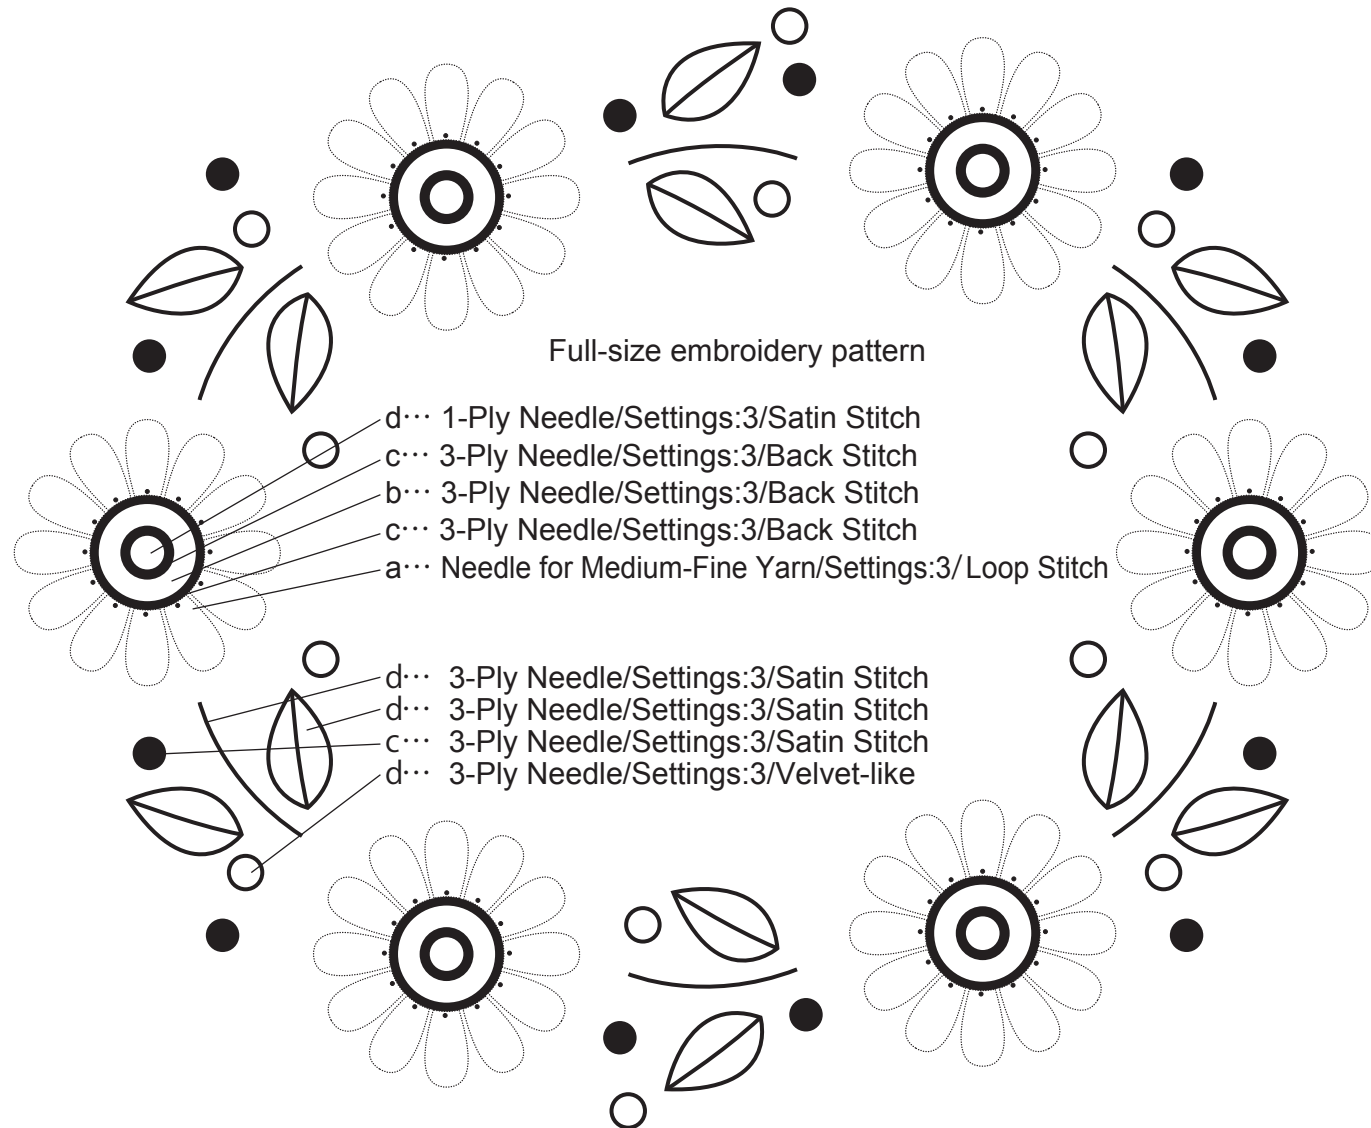 Full-size embroidery pattern
d··· 1-Ply Needle/Settings:3/Satin Stitch
c··· 3-Ply Needle/Settings:3/Back Stitch
b··· 3-Ply Needle/Settings:3/Back Stitch
c··· 3-Ply Needle/Settings:3/Back Stitch
a··· Needle for Medium-Fine Yarn/Settings:3/Loop Stitch
d··· 3-Ply Needle/Settings:3/Satin Stitch
d··· 3-Ply Needle/Settings:3/Satin Stitch
c··· 3-Ply Needle/Settings:3/Satin Stitch
d··· 3-Ply Needle/Settings:3/Velvet-like